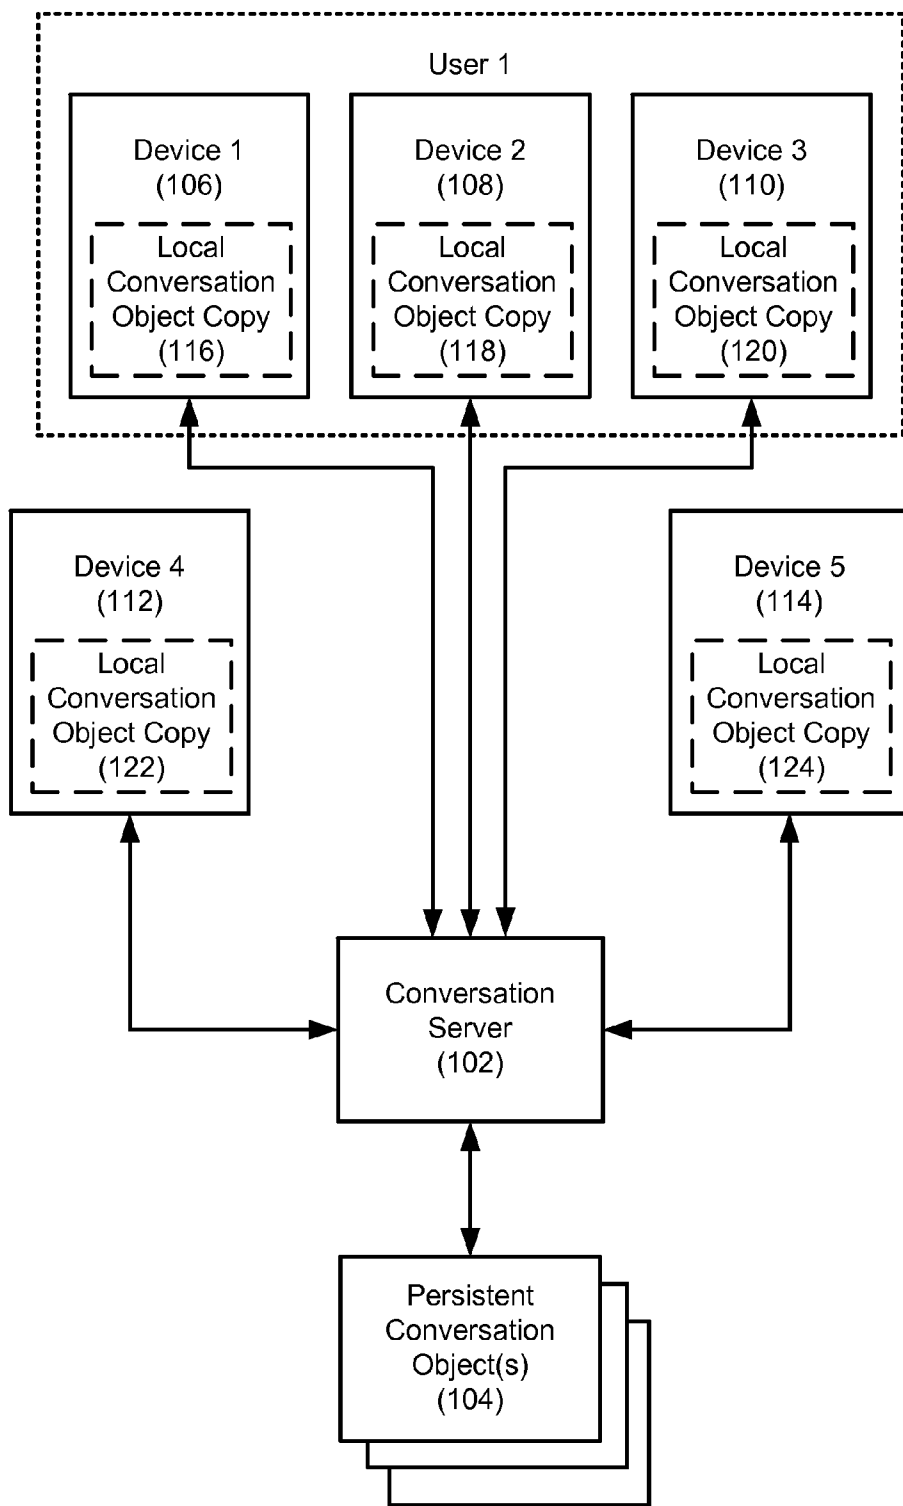 User 1
Device 1
(106)
Local
Conversation
Object Copy
(116)
Device 2
(108)
Local
Conversation
Object Copy
(118)
Device 3
(110)
Local
Conversation
Object Copy
(120)
Device 4
(112)
Local
Conversation
Object Copy
(122)
Device 5
(114)
Local
Conversation
Object Copy
(124)
Conversation
Server
(102)
Persistent
Conversation
Object(s)
(104)